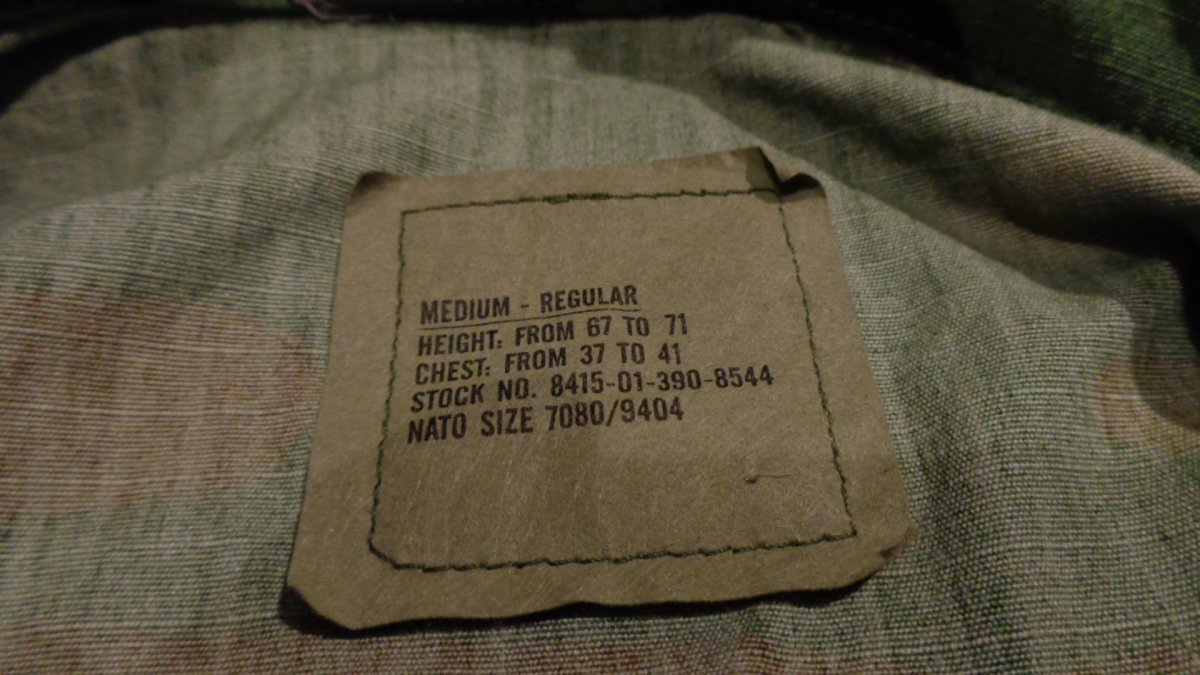 MEDIUM - REGULAR
HEIGHT: FROM 67 TO 71
CHEST: FROM 37 TO 41
STOCK NO. 8415-01-390-8544
NATO SIZE 7080/9404